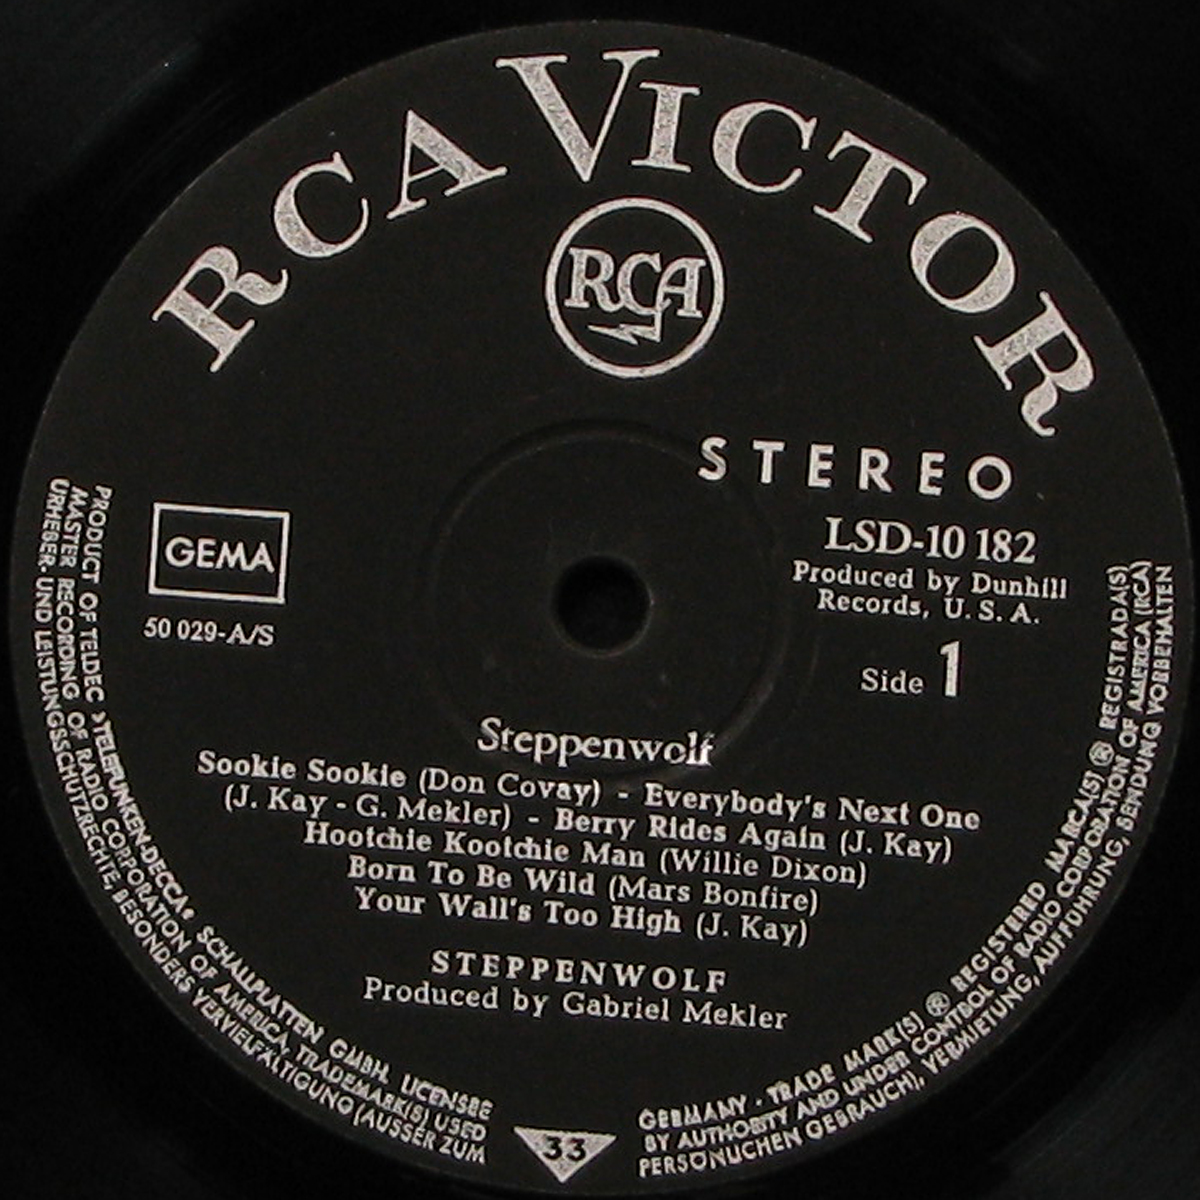 RCA VICTOR
RCA
STEREO
LSD-10 182
Produced by Dunhill
Records, U. S. A.
Side 1
GEMA
50 029-A/S
Steppenwolf
Sookie Sookie (Don Covay) - Everybody's Next One
(J. Kay - G. Mekler) - Berry Rides Again (J. Kay)
Hootchie Kootchie Man (Willie Dixon)
Born To Be Wild (Mars Bonfire)
Your Wall's Too High (J. Kay)
STEPPENWOLF
Produced by Gabriel Mekler
PRODUCT OF TELDEC »TELEFUNKEN-DECCA« SCHALLPLATTEN GMBH. LICENSEE
MASTER RECORDING OF RADIO CORPORATION OF AMERICA, TRADEMARK(S) USED
URHEBER- UND LEISTUNGSSCHUTZRECHTE, BESONDERS VERVIELFÄLTIGUNG (AUSSER ZUM
33
GERMANY - TRADE MARK(S) ® REGISTERED MARCA(S) ® REGISTRADA(S)
BY AUTHORITY AND UNDER CONTROL OF RADIO CORPORATION OF AMERICA (RCA)
PERSÖNLICHEN GEBRAUCH), VERMIETUNG, AUFFÜHRUNG, SENDUNG VORBEHALTEN